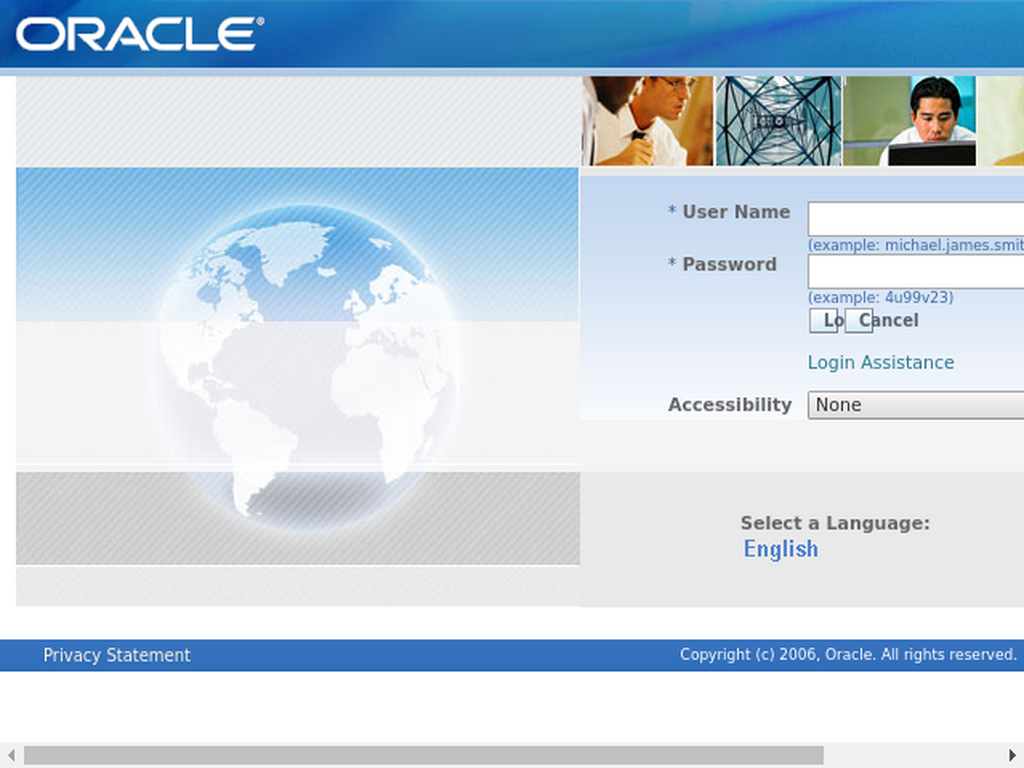 ORACLE®
* User Name
(example: michael.james.smit
* Password
(example: 4u99v23)
Lo Cancel
Login Assistance
Accessibility None
Select a Language:
English
Privacy Statement Copyright (c) 2006, Oracle. All rights reserved.